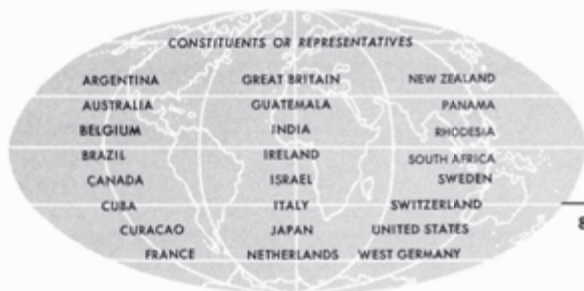 CONSTITUENTS OR REPRESENTATIVES
ARGENTINA GREAT BRITAIN NEW ZEALAND
AUSTRALIA GUATEMALA PANAMA
BELGIUM INDIA RHODESIA
BRAZIL IRELAND SOUTH AFRICA
CANADA ISRAEL SWEDEN
CUBA ITALY SWITZERLAND
CURACAO JAPAN UNITED STATES
FRANCE NETHERLANDS WEST GERMANY
8